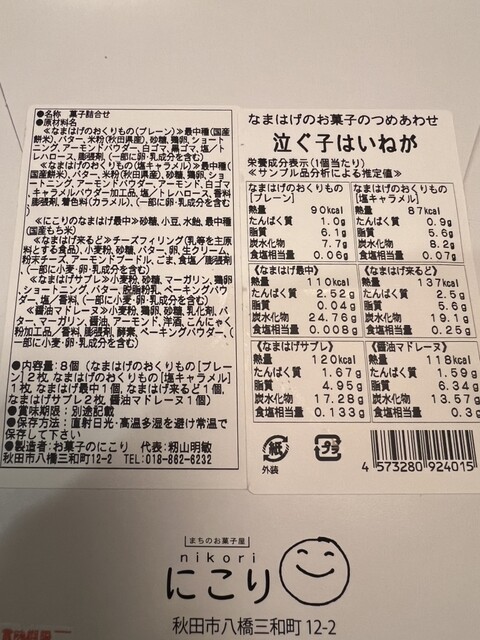 ●名称　菓子詰合せ
●原材料名
≪なまはげのおくりもの(プレーン)≫最中種(国産
餅米)、バター、米粉(秋田県産)、砂糖、鶏卵、ショート
ニング、アーモンドパウダー、白ゴマ、黒ゴマ、塩／ト
レハロース、膨張剤、(一部に卵・乳成分を含む)
≪なまはげのおくりもの(塩キャラメル)≫最中種(
国産餅米)、バター、米粉(秋田県産)、砂糖、鶏卵、ショ
ートニング、アーモンドパウダー、アーモンド、白ゴマ
キャラメルパウダー加工品、塩／トレハロース、香料
、膨張剤、着色料(カラメル)、(一部に卵・乳成分を含む)
≪にこりのなまはげ最中≫砂糖、小豆、水飴、最中種
(国産もち米)
≪なまはげ来るど≫チーズフィリング(乳等を主原
料とする食品)、小麦粉、砂糖、バター、卵、生クリーム
粉末チーズ、アーモンドプードル、ごま、食塩／膨張剤
、(一部に小麦・卵・乳成分を含む)
≪なまはげサブレ≫小麦粉、砂糖、マーガリン、鶏卵
ショートニング、バター、脱脂粉乳、ベーキングパウ
ダー、塩／香料、(一部に小麦・卵・乳成分を含む)
≪醤油マドレーヌ≫小麦粉、鶏卵、砂糖、乳化剤、バ
ター、マーガリン、醤油、アーモンド、洋酒、こんにゃく
粉加工品／香料、膨張剤、酵素、ベーキングパウダー
(一部に小麦・卵・乳成分を含む)
●内容量：8個（なまはげのおくりもの[プレー
ン]2枚、なまはげのおくりもの[塩キャラメル]
1枚、なまはげ最中1個、なまはげ来るど1個、
なまはげサブレ2枚、醤油マドレーヌ1個）
●賞味期限：別途記載
●保存方法：直射日光・高温多湿を避け常温で
保存して下さい
●製造者：お菓子のにこり　代表：籾山明敏
秋田市八橋三和町12-2　TEL:018-862-6232
なまはげのお菓子のつめあわせ
泣ぐ子はいねが
栄養成分表示(1個当たり)
≪サンプル品分析による推定値≫
なまはげのおくりもの
[プレーン]
熱量 90kcal
たんぱく質 1.0g
脂質 6.1g
炭水化物 7.7g
食塩相当量 0.06g
なまはげのおくりもの
[塩キャラメル]
熱量 87kcal
たんぱく質 0.9g
脂質 5.6g
炭水化物 8.2g
食塩相当量 0.07g
《なまはげ最中》
熱量 110kcal
たんぱく質 2.52g
脂質 0.04g
炭水化物 24.76g
食塩相当量 0.008g
《なまはげ来るど》
熱量 137kcal
たんぱく質 2.5g
脂質 5.6g
炭水化物 19.1g
食塩相当量 0.25g
《なまはげサブレ》
熱量 120kcal
たんぱく質 1.67g
脂質 4.95g
炭水化物 17.28g
食塩相当量 0.133g
《醤油マドレーヌ》
熱量 118kcal
たんぱく質 1.59g
脂質 6.34g
炭水化物 13.57g
食塩相当量 0.3g
紙
外装
プラ
4573280924015
まちのお菓子屋
nikori
にこり
秋田市八橋三和町 12-2